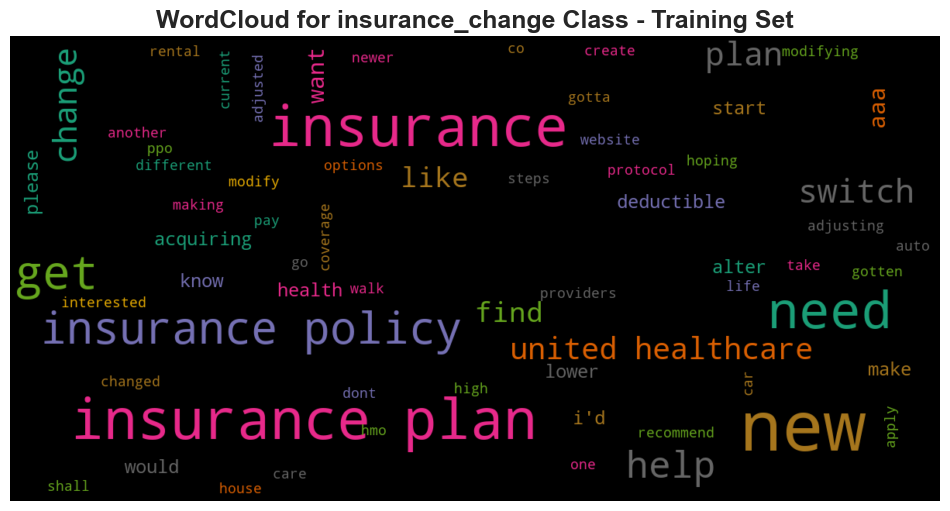 WordCloud for insurance_change Class - Training Set
rental
co
create
plan
modifying
change
current
adjusted
want
newer
gotta
aaa
start
insurance
another
website
ppo
different
options
protocol
hoping
please
modify
like
steps
switch
making
deductible
pay
coverage
adjusting
acquiring
auto
go
get
know
alter
take
gotten
interested
health
walk
life
providers
insurance policy
find
need
united healthcare
lower
make
changed
dont
high
car
insurance plan
hmo
i'd
new
apply
recommend
would
care
one
help
shall
house